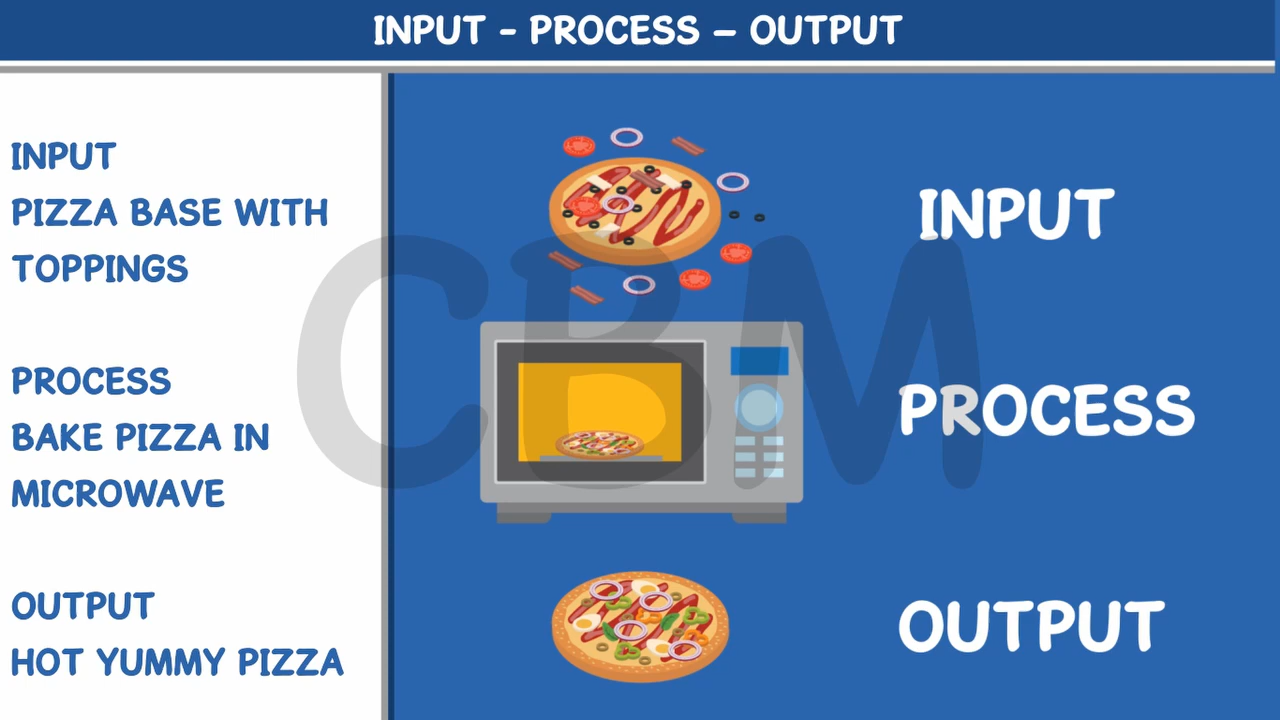 INPUT - PROCESS – OUTPUT
INPUT
PIZZA BASE WITH
TOPPINGS
PROCESS
BAKE PIZZA IN
MICROWAVE
OUTPUT
HOT YUMMY PIZZA
INPUT
PROCESS
OUTPUT
CBM